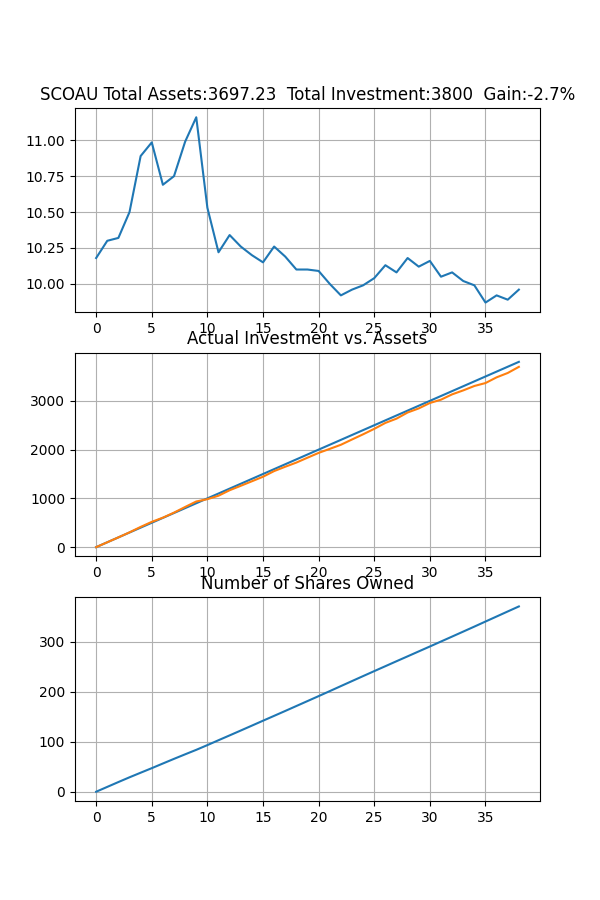 SCOAU Total Assets:3697.23  Total Investment:3800  Gain:-2.7%
11.00
10.75
10.50
10.25
10.00
0 5 10 15 20 25 30 35
Actual Investment vs. Assets
3000
2000
1000
0
0 5 10 15 20 25 30 35
Number of Shares Owned
300
200
100
0
0 5 10 15 20 25 30 35